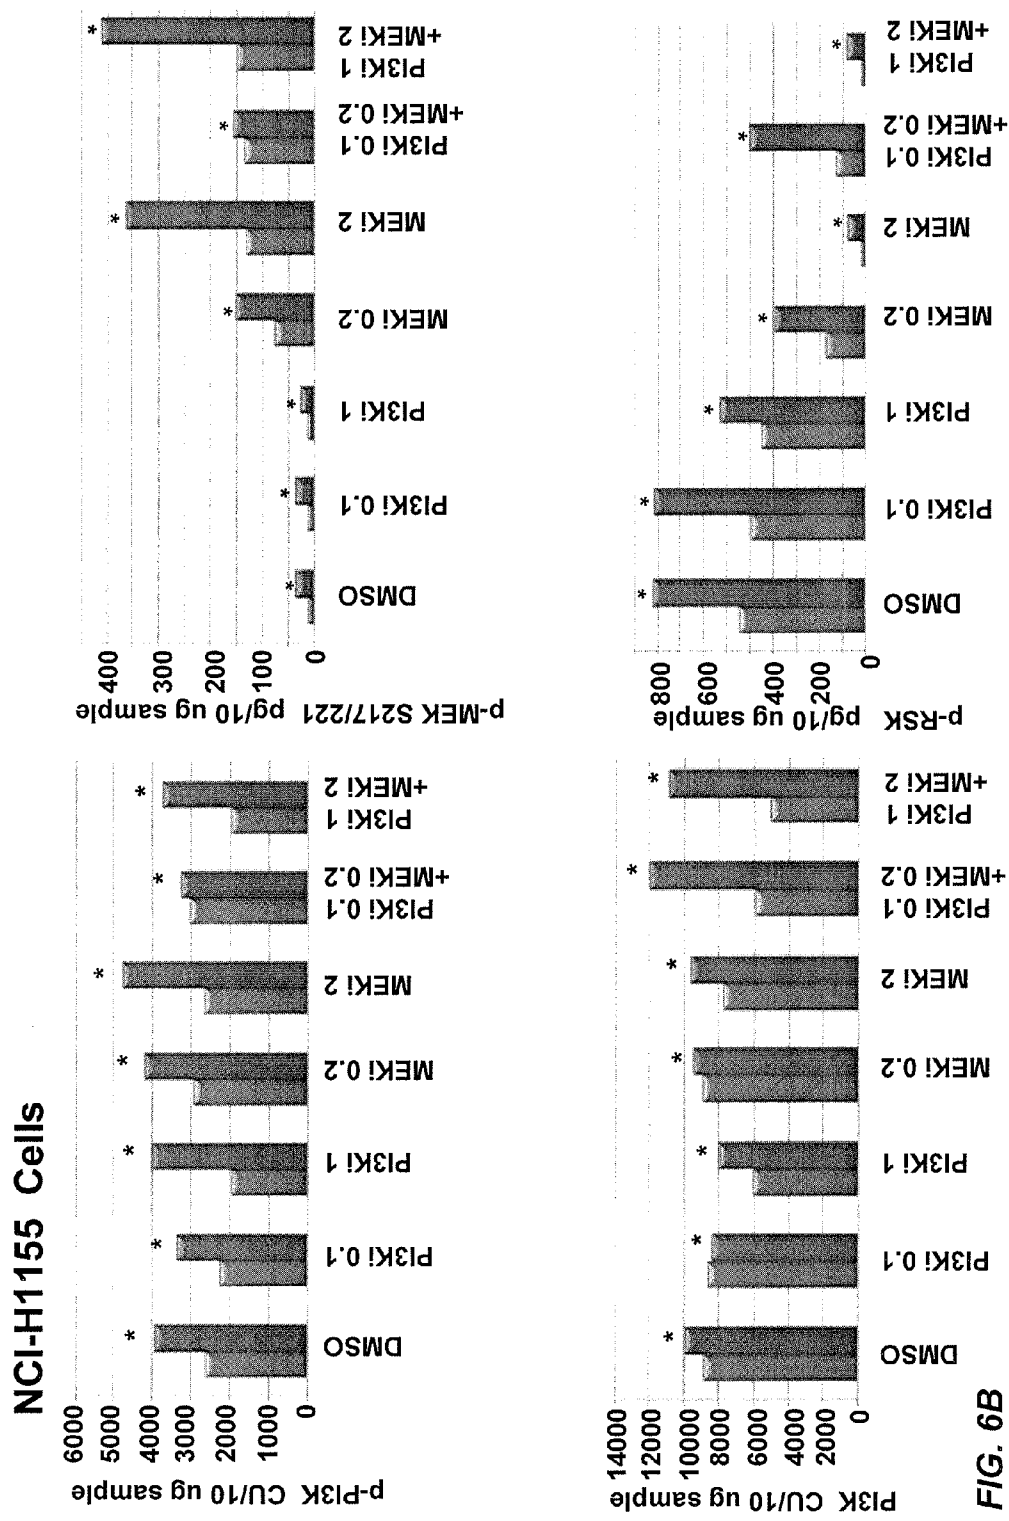 NCI-H1155 Cells
p-PI3K CU/10 ug sample
6000
5000
4000
3000
2000
1000
0
*
*
*
*
*
*
*
DMSO
PI3Ki 0.1
PI3Ki 1
MEKi 0.2
MEKi 2
PI3Ki 0.1
+MEKi 0.2
PI3Ki 1
+MEKi 2
p-MEK S217/221
pg/10 ug sample
400
300
200
100
0
*
*
*
*
*
*
*
DMSO
PI3Ki 0.1
PI3Ki 1
MEKi 0.2
MEKi 2
PI3Ki 0.1
+MEKi 0.2
PI3Ki 1
+MEKi 2
PI3K CU/10 ug sample
14000
12000
10000
8000
6000
4000
2000
0
*
*
*
*
*
*
*
DMSO
PI3Ki 0.1
PI3Ki 1
MEKi 0.2
MEKi 2
PI3Ki 0.1
+MEKi 0.2
PI3Ki 1
+MEKi 2
p-RSK
pg/10 ug sample
800
600
400
200
0
*
*
*
*
*
*
*
DMSO
PI3Ki 0.1
PI3Ki 1
MEKi 0.2
MEKi 2
PI3Ki 0.1
+MEKi 0.2
PI3Ki 1
+MEKi 2
FIG. 6B